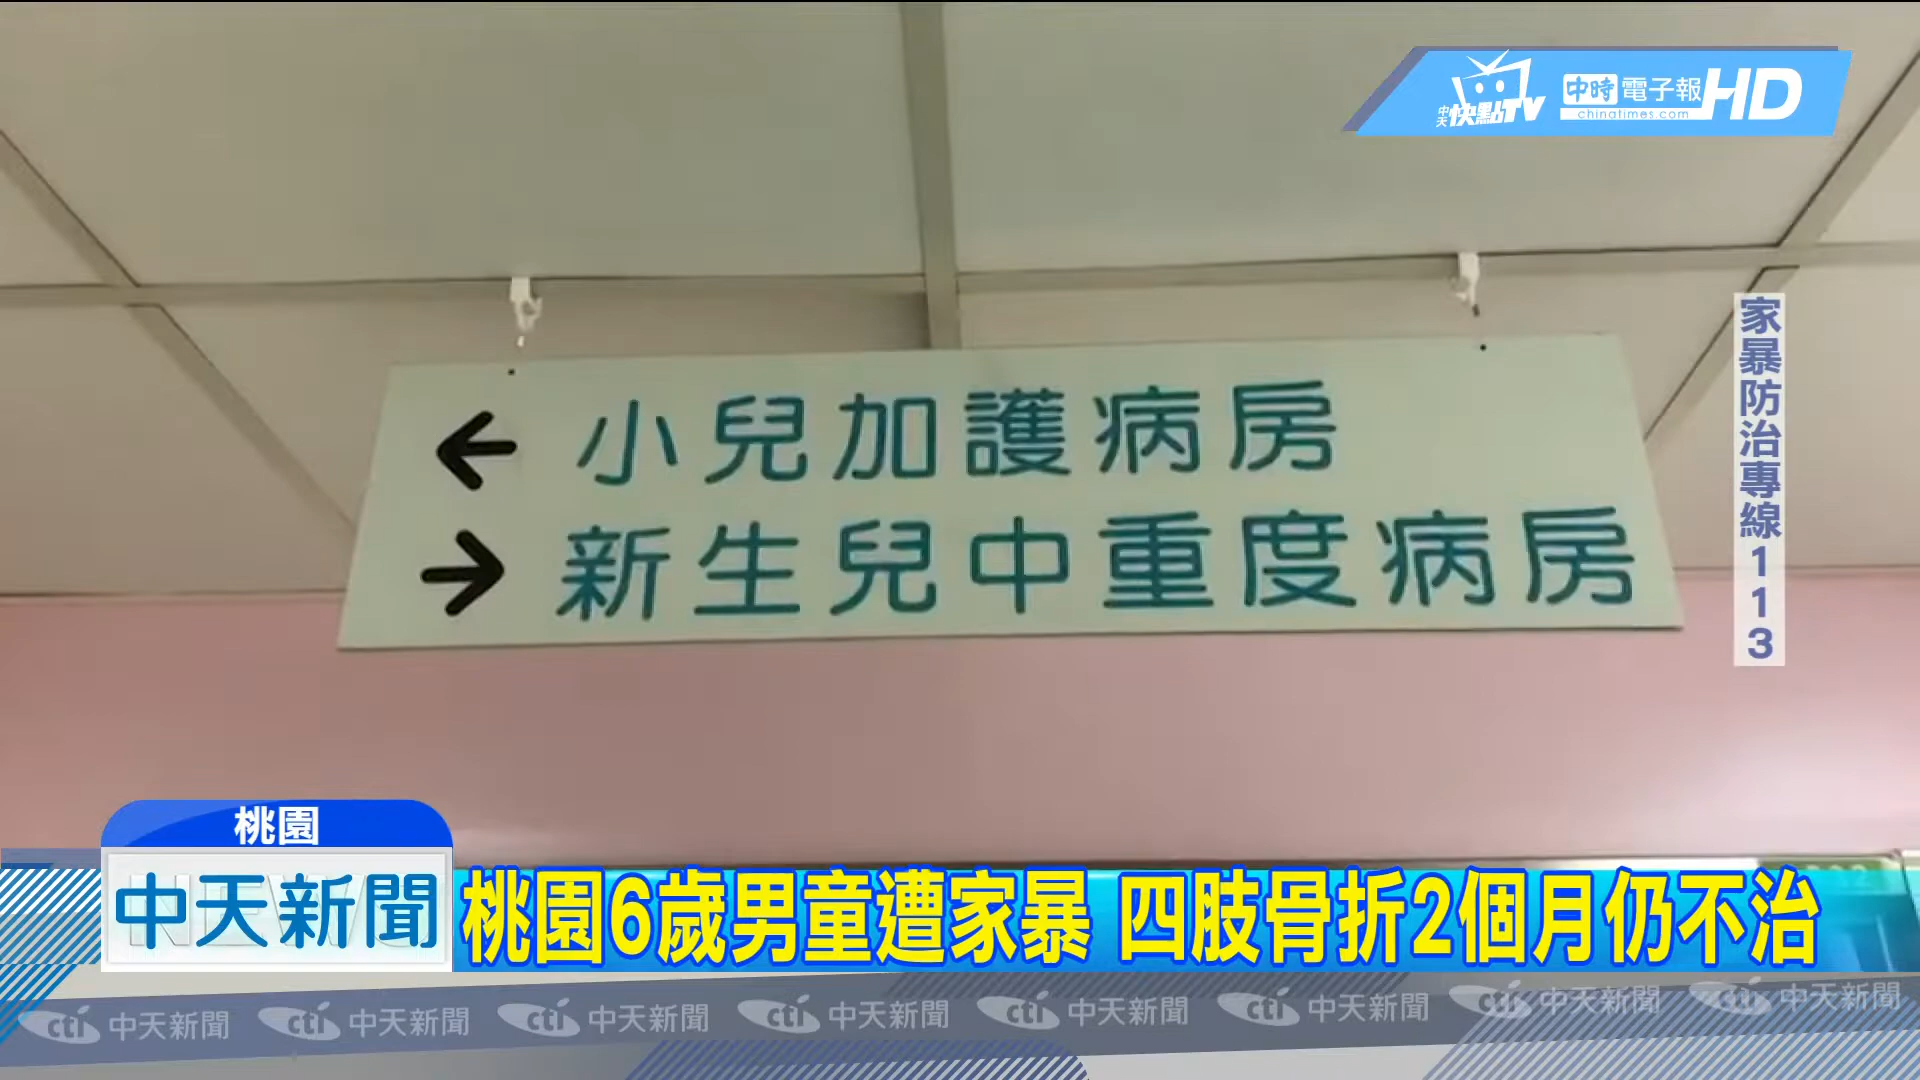 中天快點TV 中時電子報HD
chinatimes.com
家暴防治專線113
← 小兒加護病房
→ 新生兒中重度病房
桃園
中天新聞
NEWS
桃園6歲男童遭家暴 四肢骨折2個月仍不治
cti 中天新聞 cti 中天新聞 cti 中天新聞 cti 中天新聞 cti 中天新聞 cti 中天新聞 cti 中天新聞 cti 中天新聞